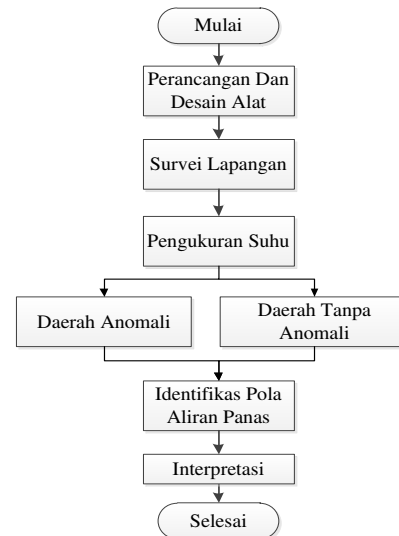 Mulai
Perancangan Dan
Desain Alat
Survei Lapangan
Pengukuran Suhu
Daerah Anomali
Daerah Tanpa
Anomali
Identifikas Pola
Aliran Panas
Interpretasi
Selesai